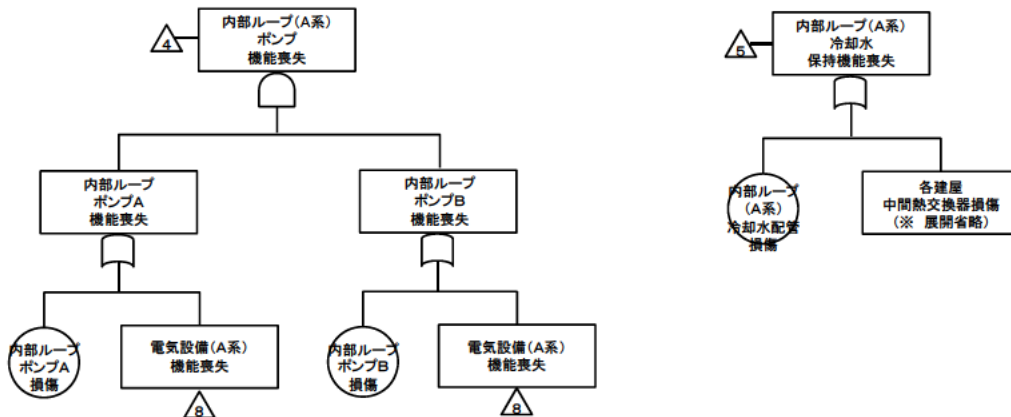 4
内部ループ(A系)
ポンプ
機能喪失
内部ループ
ポンプA
機能喪失
内部ループ
ポンプB
機能喪失
内部ループ
ポンプA
損傷
電気設備(A系)
機能喪失
8
内部ループ
ポンプB
損傷
電気設備(A系)
機能喪失
8
5
内部ループ(A系)
冷却水
保持機能喪失
内部ループ
(A系)
冷却水配管
損傷
各建屋
中間熱交換器損傷
(※ 展開省略)